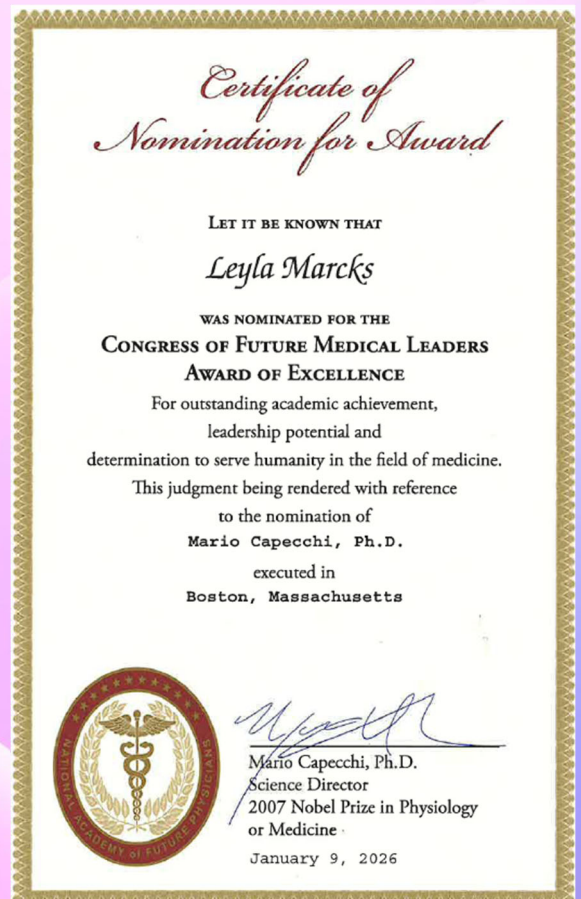 Certificate of
Nomination for Award
LET IT BE KNOWN THAT
Leyla Marcks
WAS NOMINATED FOR THE
CONGRESS OF FUTURE MEDICAL LEADERS
AWARD OF EXCELLENCE
For outstanding academic achievement,
leadership potential and
determination to serve humanity in the field of medicine.
This judgment being rendered with reference
to the nomination of
Mario Capecchi, Ph.D.
executed in
Boston, Massachusetts
NATIONAL ACADEMY of FUTURE PHYSICIANS
Mario Capecchi, Ph.D.
Science Director
2007 Nobel Prize in Physiology
or Medicine
January 9, 2026